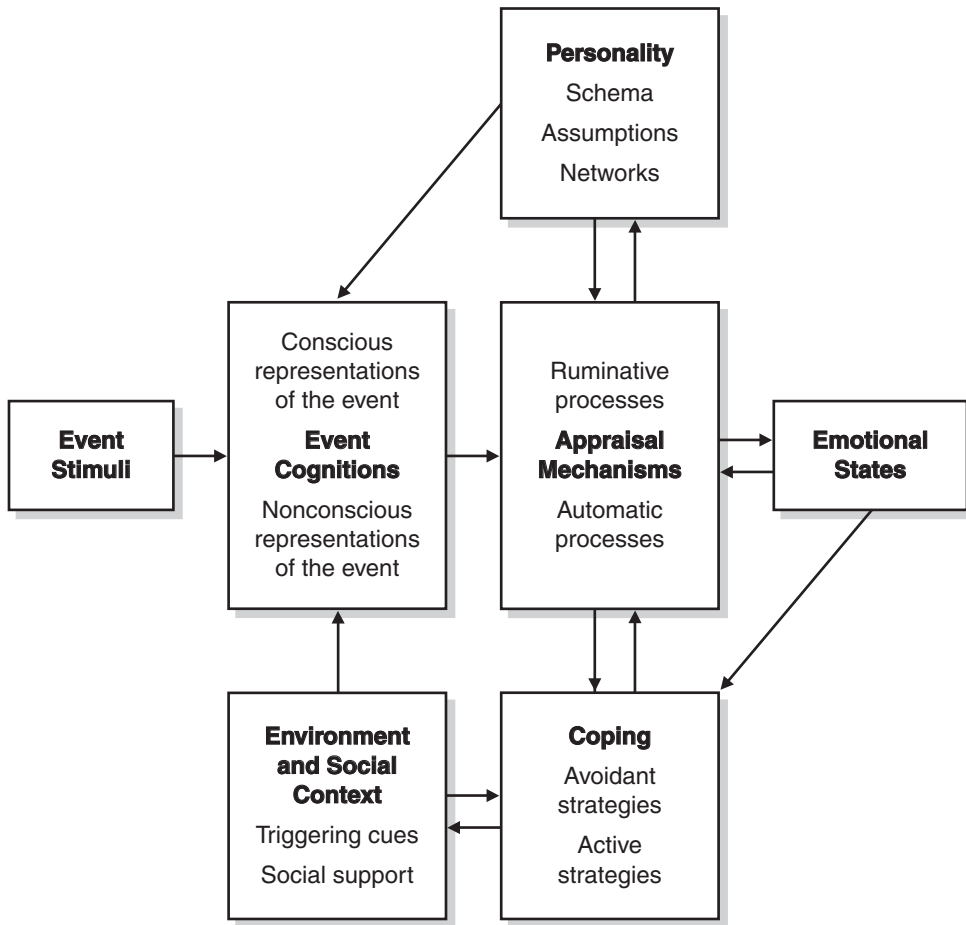 Personality
Schema
Assumptions
Networks
Event
Stimuli
Conscious
representations
of the event
Event
Cognitions
Nonconscious
representations
of the event
Ruminative
processes
Appraisal
Mechanisms
Automatic
processes
Emotional
States
Environment
and Social
Context
Triggering cues
Social support
Coping
Avoidant
strategies
Active
strategies